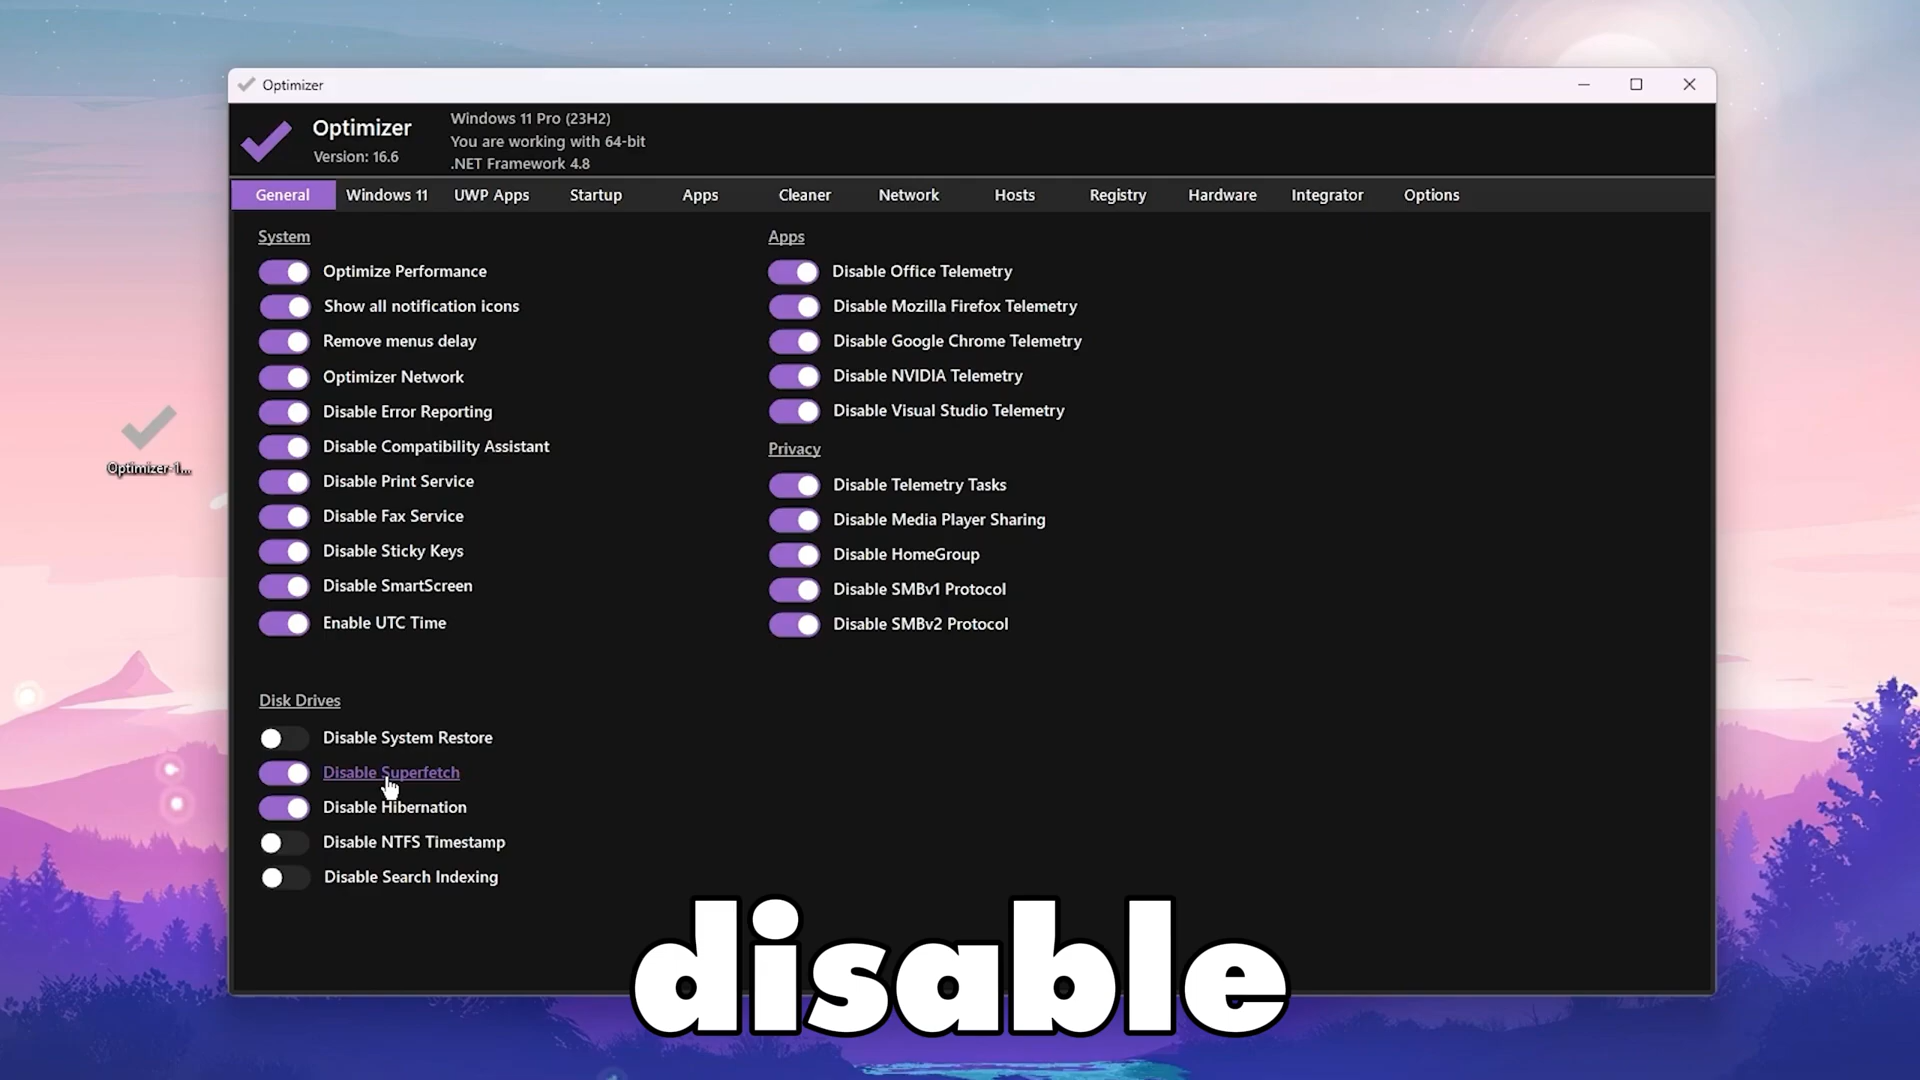 Optimizer
Optimizer
Version: 16.6
Windows 11 Pro (23H2)
You are working with 64-bit
.NET Framework 4.8
General
Windows 11
UWP Apps
Startup
Apps
Cleaner
Network
Hosts
Registry
Hardware
Integrator
Options
System
Optimize Performance
Show all notification icons
Remove menus delay
Optimizer Network
Disable Error Reporting
Disable Compatibility Assistant
Disable Print Service
Disable Fax Service
Disable Sticky Keys
Disable SmartScreen
Enable UTC Time
Disk Drives
Disable System Restore
Disable Superfetch
Disable Hibernation
Disable NTFS Timestamp
Disable Search Indexing
Apps
Disable Office Telemetry
Disable Mozilla Firefox Telemetry
Disable Google Chrome Telemetry
Disable NVIDIA Telemetry
Disable Visual Studio Telemetry
Privacy
Disable Telemetry Tasks
Disable Media Player Sharing
Disable HomeGroup
Disable SMBv1 Protocol
Disable SMBv2 Protocol
Optimizer-1...
disable